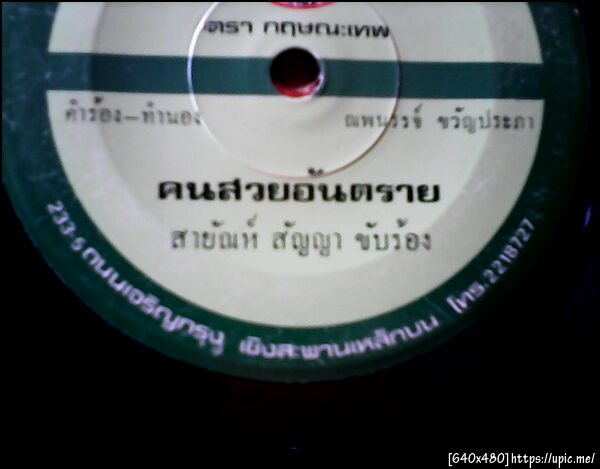 ตรา กฤษณะเทพ
คำร้อง-ทำนอง ณพนรรจ์ ขวัญประภา
คนสวยอันตราย
สายัณห์ สัญญา ขับร้อง
233-5 ถนนเจริญกรุง เชิงสะพานเหล็กบน โทร.2218727
[640x480]https://upic.me/